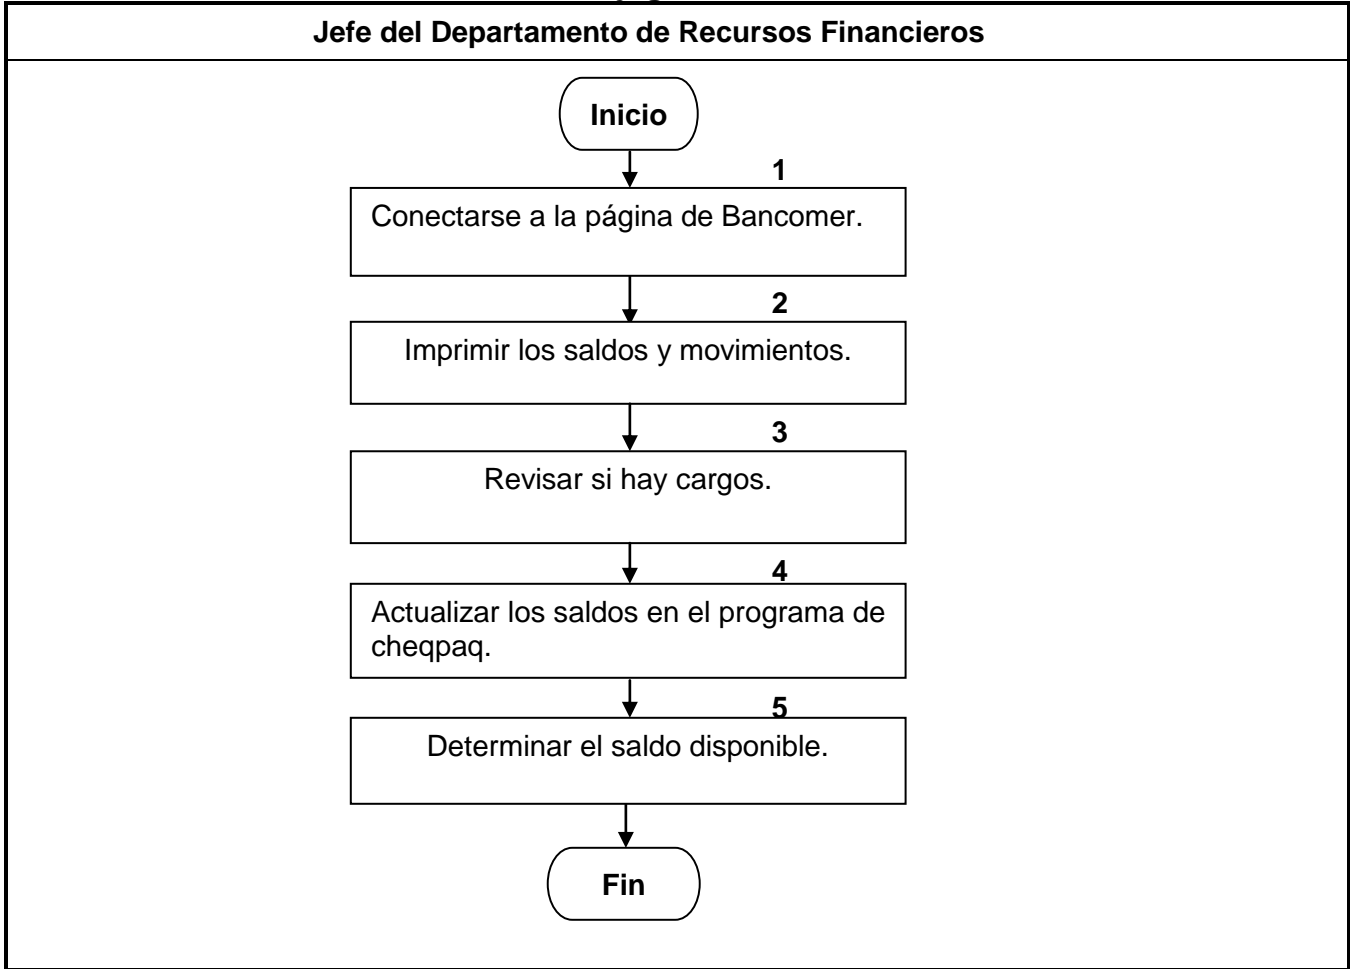 Jefe del Departamento de Recursos Financieros
Inicio
1
Conectarse a la página de Bancomer.
2
Imprimir los saldos y movimientos.
3
Revisar si hay cargos.
4
Actualizar los saldos en el programa de
cheqpaq.
5
Determinar el saldo disponible.
Fin